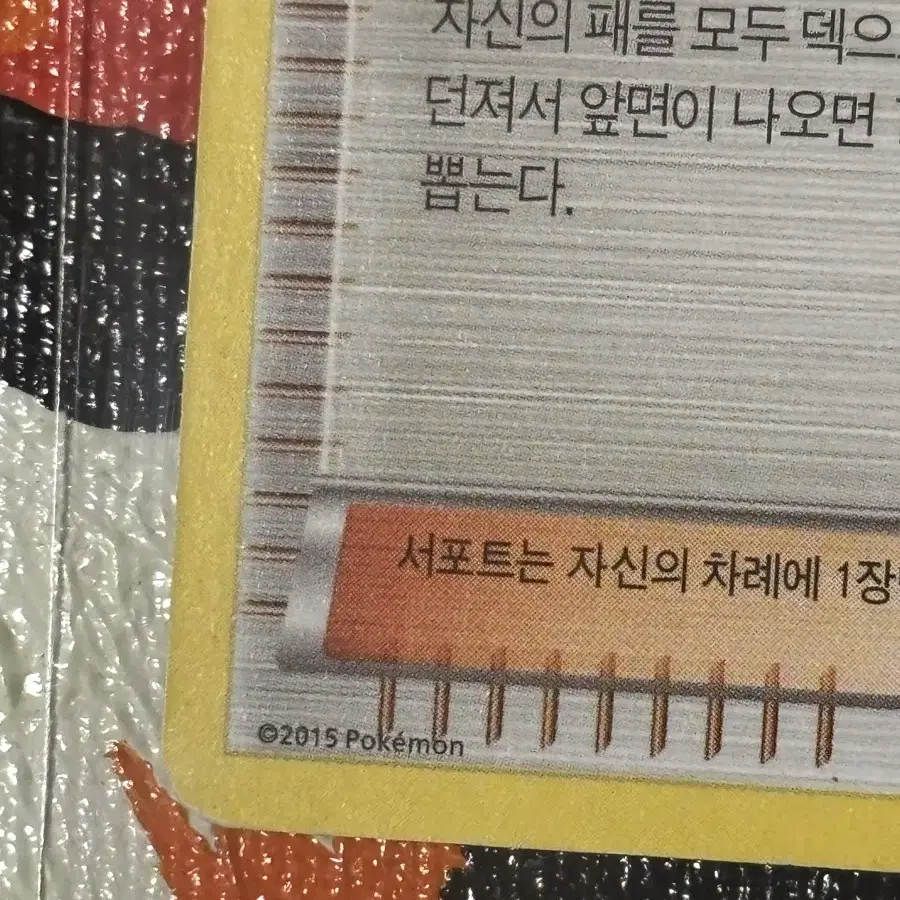 자신의 패를 모두 덱으
던져서 앞면이 나오면
뽑는다.
서포트는 자신의 차례에 1장
©2015 Pokémon